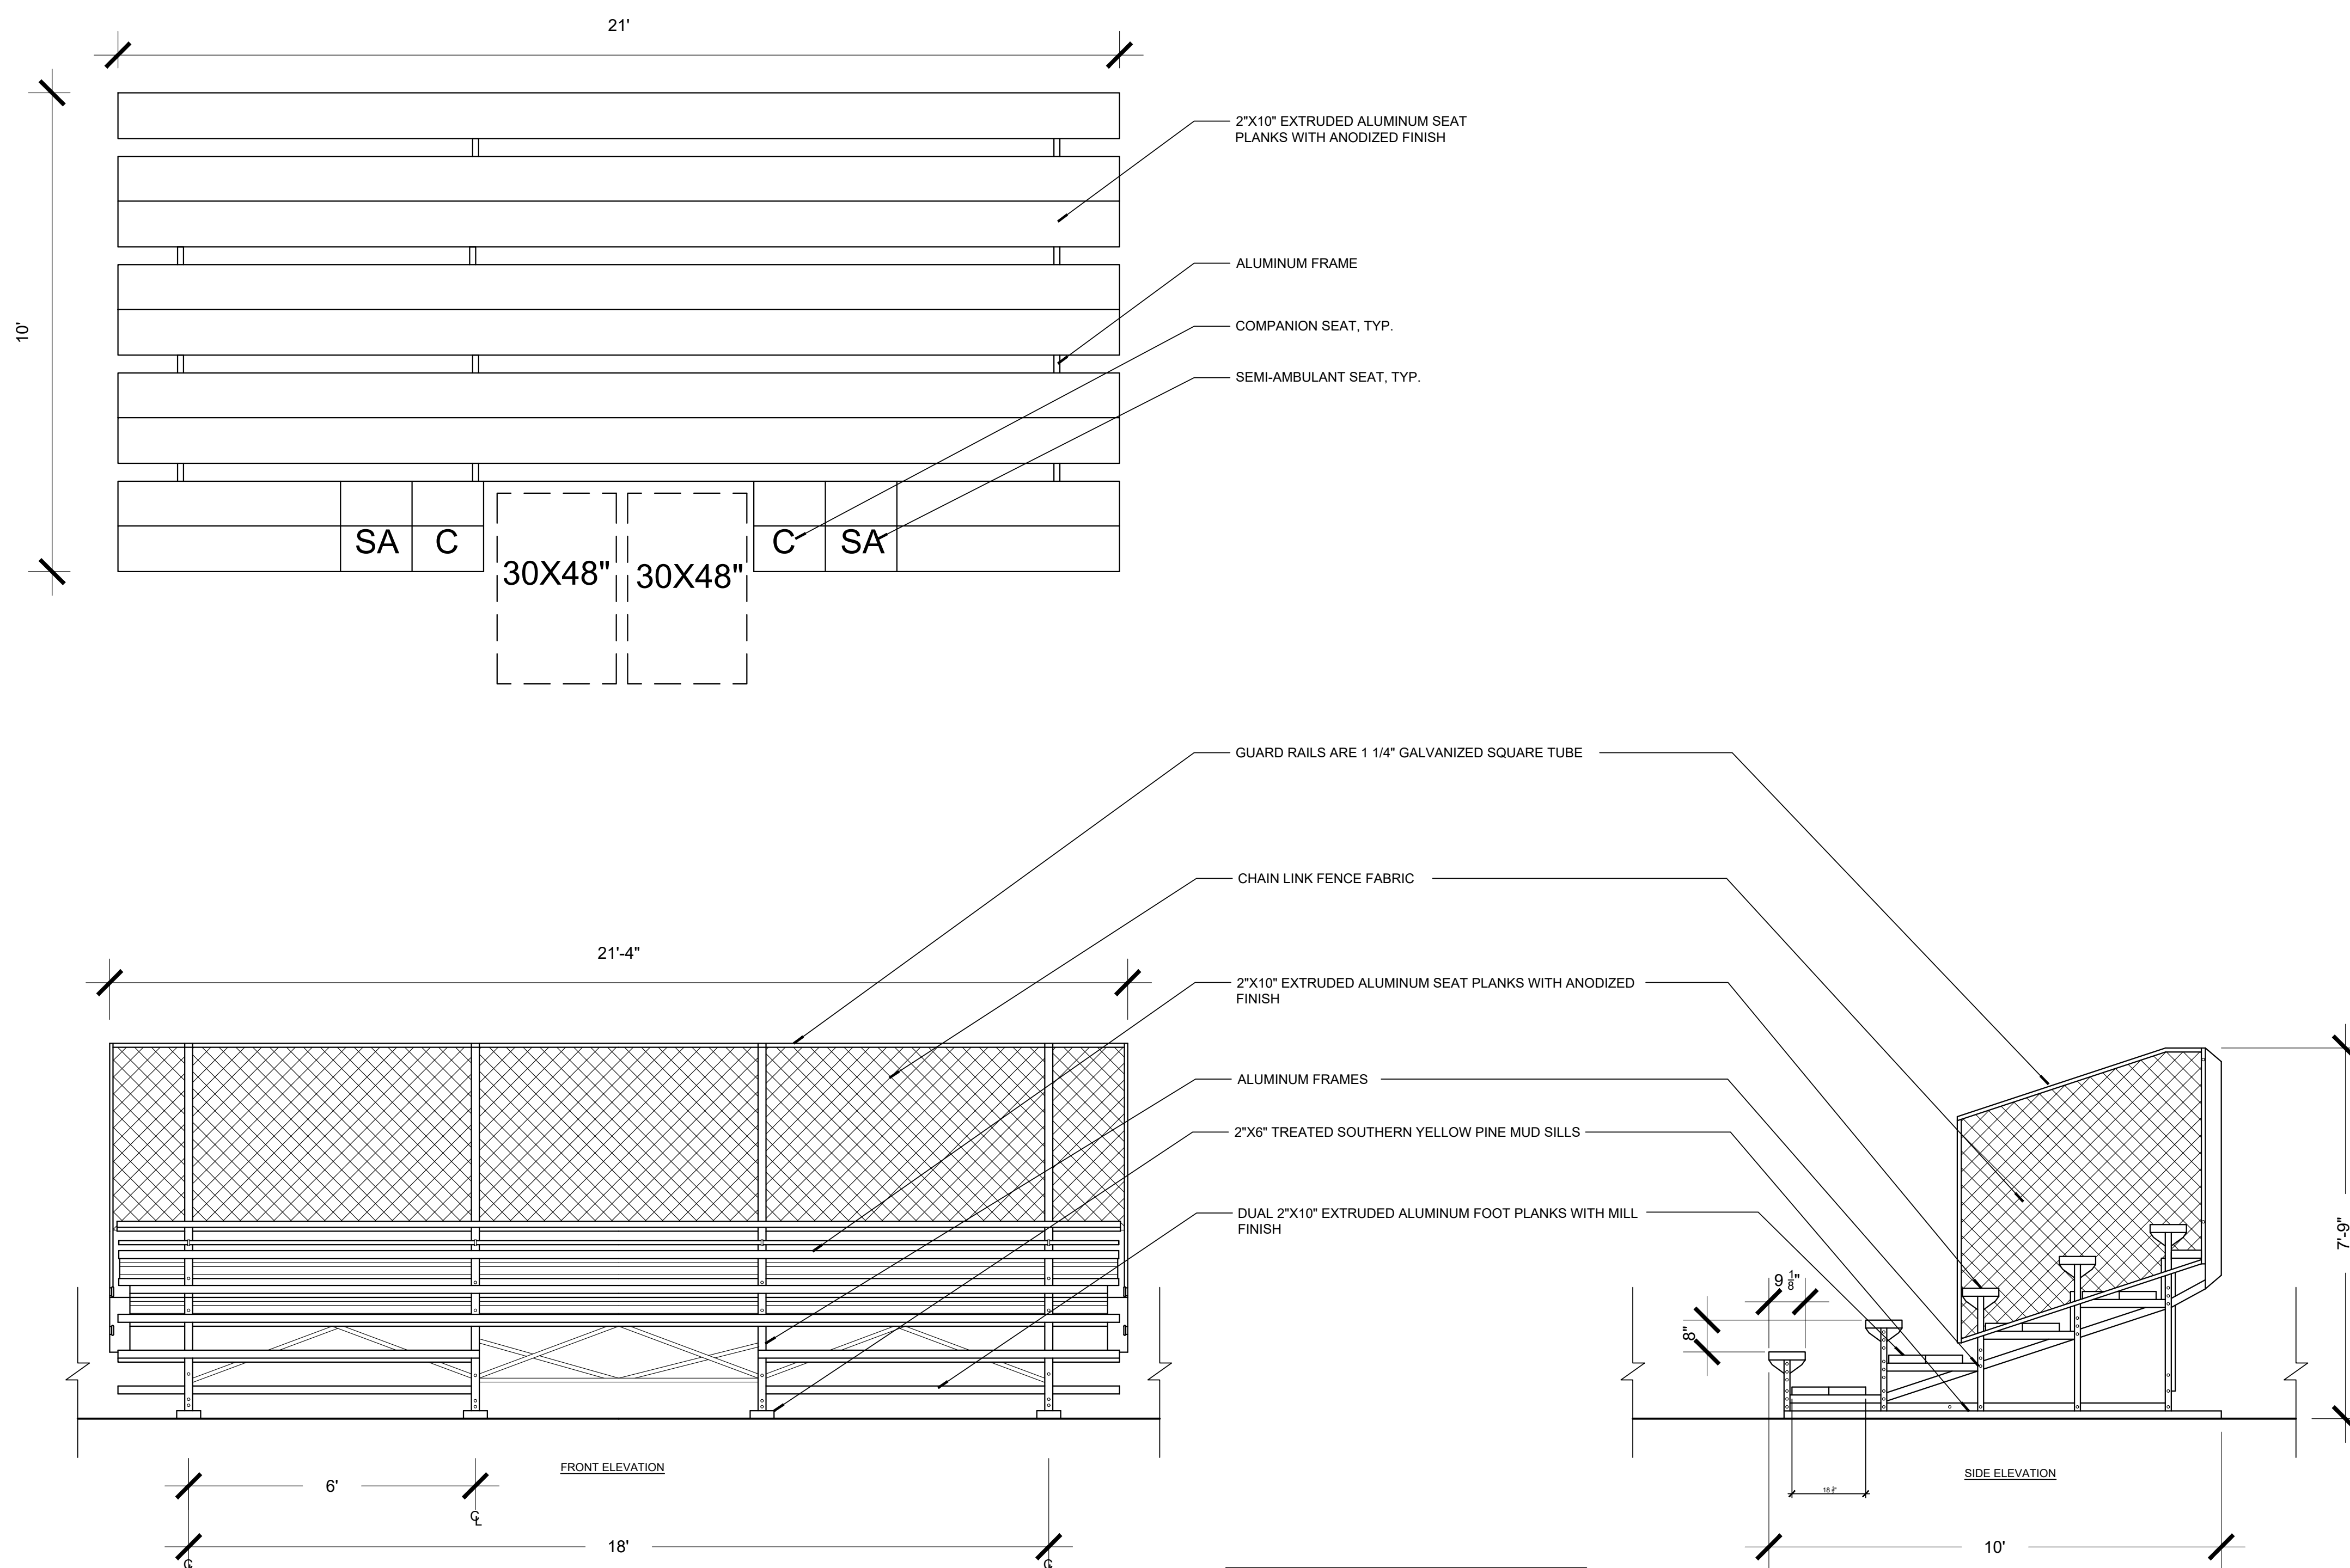 21'
10'
2"X10" EXTRUDED ALUMINUM SEAT
PLANKS WITH ANODIZED FINISH
ALUMINUM FRAME
COMPANION SEAT, TYP.
SEMI-AMBULANT SEAT, TYP.
SA C C SA
30X48" 30X48"
GUARD RAILS ARE 1 1/4" GALVANIZED SQUARE TUBE
CHAIN LINK FENCE FABRIC
21'-4"
2"X10" EXTRUDED ALUMINUM SEAT PLANKS WITH ANODIZED
FINISH
ALUMINUM FRAMES
2"X6" TREATED SOUTHERN YELLOW PINE MUD SILLS
DUAL 2"X10" EXTRUDED ALUMINUM FOOT PLANKS WITH MILL
FINISH
7'-9"
9 1/8"
8"
FRONT ELEVATION
SIDE ELEVATION
6'
CL
18'
10'